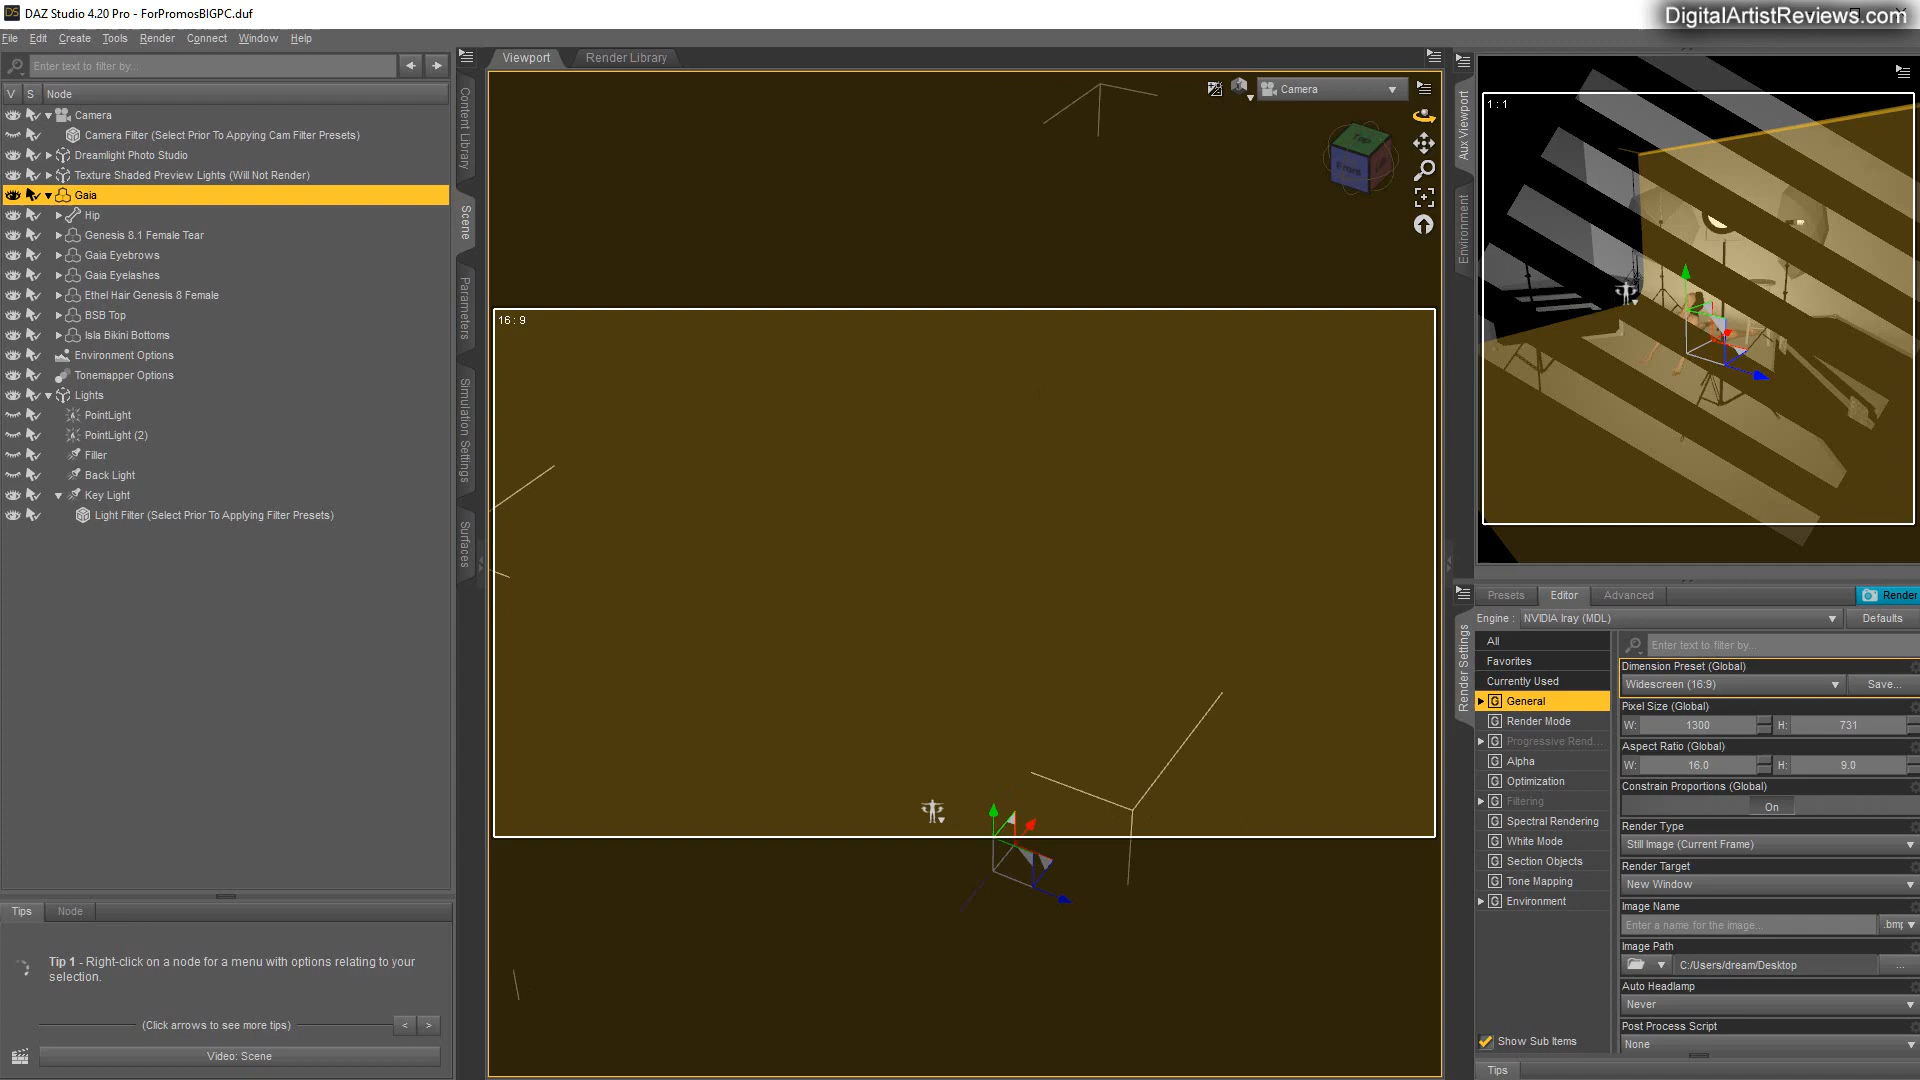 DAZ Studio 4.20 Pro - ForPromosBIGPC.duf
DigitalArtistReviews.com
File Edit Create Tools Render Connect Window Help
Enter text to filter by...
V S Node
Camera
Camera Filter (Select Prior To Applying Cam Filter Presets)
Dreamlight Photo Studio
Texture Shaded Preview Lights (Will Not Render)
Gaia
Hip
Genesis 8.1 Female Tear
Gaia Eyebrows
Gaia Eyelashes
Ethel Hair Genesis 8 Female
BSB Top
Isla Bikini Bottoms
Environment Options
Tonemapper Options
Lights
PointLight
PointLight (2)
Filler
Back Light
Key Light
Light Filter (Select Prior To Applying Filter Presets)
Tips Node
Tip 1 - Right-click on a node for a menu with options relating to your
selection.
(Click arrows to see more tips)
< >
Video: Scene
Content Library
Scene
Parameters
Simulation Settings
Surfaces
Viewport Render Library
Camera
Top
Front
16 : 9
Aux Viewport
Environment
1 : 1
Render Settings
Presets Editor Advanced Render
Engine : NVIDIA Iray (MDL) Defaults
All
Favorites
Currently Used
G General
G Render Mode
G Progressive Rend...
G Alpha
G Optimization
G Filtering
G Spectral Rendering
G White Mode
G Section Objects
G Tone Mapping
G Environment
Show Sub Items
Enter text to filter by...
Dimension Preset (Global)
Widescreen (16:9) Save...
Pixel Size (Global)
W: 1300 H: 731
Aspect Ratio (Global)
W: 16.0 H: 9.0
Constrain Proportions (Global)
On
Render Type
Still Image (Current Frame)
Render Target
New Window
Image Name
Enter a name for the image... .bmp
Image Path
C:/Users/dream/Desktop ...
Auto Headlamp
Never
Post Process Script
None
Tips